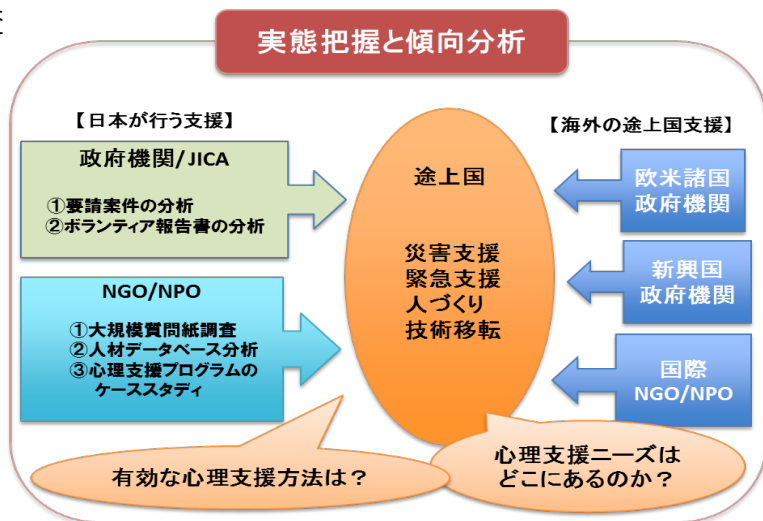 実態把握と傾向分析
【日本が行う支援】
政府機関/JICA
①要請案件の分析
②ボランティア報告書の分析
NGO/NPO
①大規模質問紙調査
②人材データベース分析
③心理支援プログラムの
ケーススタディ
途上国
災害支援
緊急支援
人づくり
技術移転
【海外の途上国支援】
欧米諸国
政府機関
新興国
政府機関
国際
NGO/NPO
有効な心理支援方法は？
心理支援ニーズは
どこにあるのか？